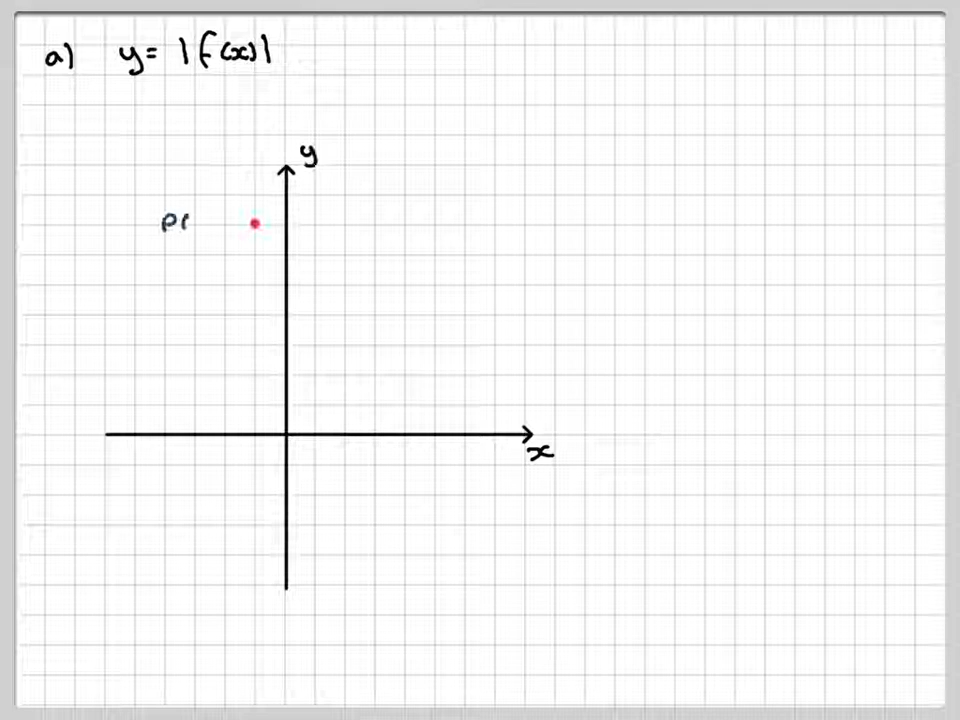 a) y = |f(x)|
y
P(
x